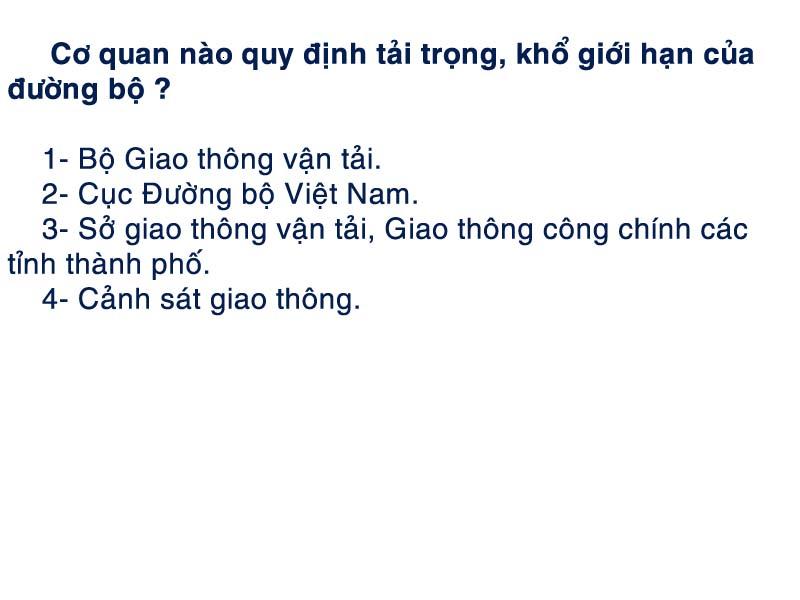 Cơ quan nào quy định tải trọng, khổ giới hạn của
đường bộ ?
1- Bộ Giao thông vận tải.
2- Cục Đường bộ Việt Nam.
3- Sở giao thông vận tải, Giao thông công chính các
tỉnh thành phố.
4- Cảnh sát giao thông.